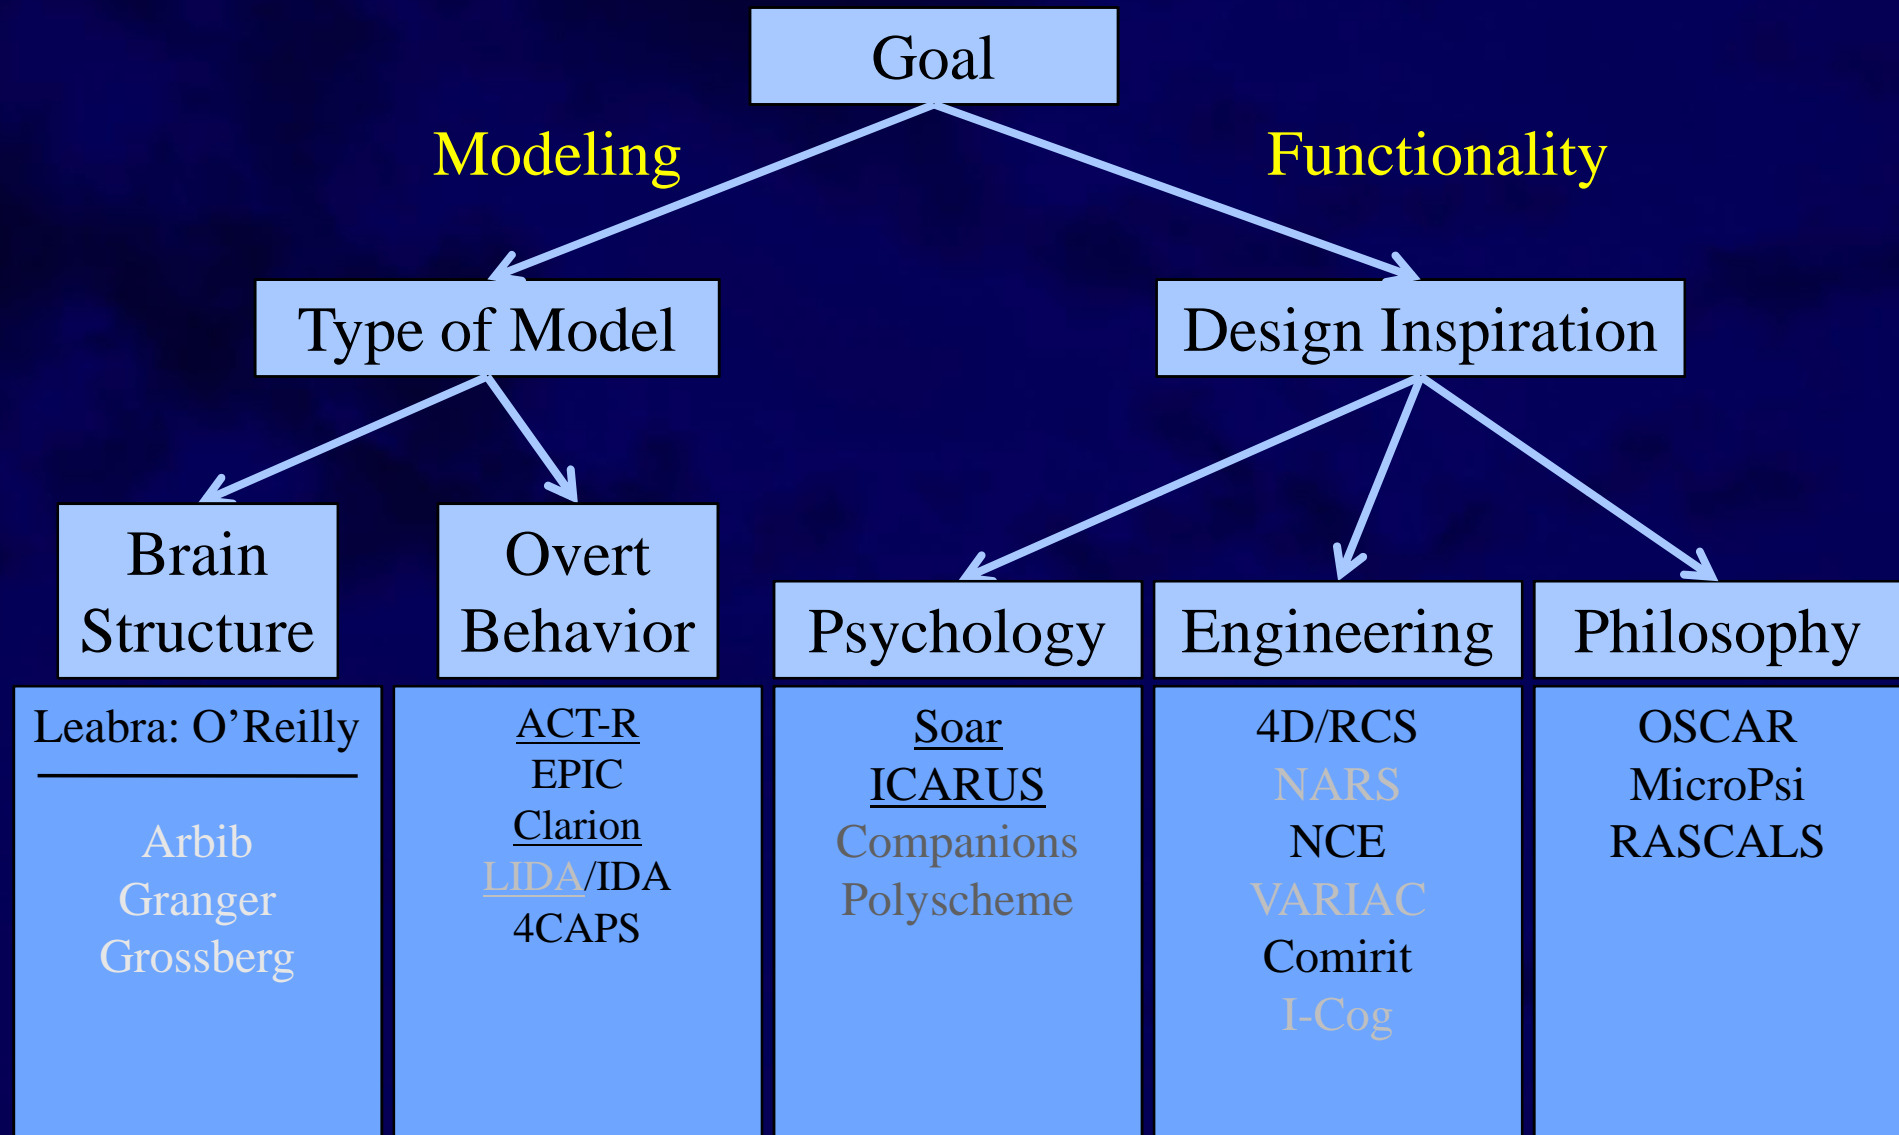 Goal
Modeling
Functionality
Type of Model
Design Inspiration
Brain
Structure
Overt
Behavior
Psychology
Engineering
Philosophy
Leabra: O’Reilly
Arbib
Granger
Grossberg
ACT-R
EPIC
Clarion
LIDA/IDA
4CAPS
Soar
ICARUS
Companions
Polyscheme
4D/RCS
NARS
NCE
VARIAC
Comirit
I-Cog
OSCAR
MicroPsi
RASCALS